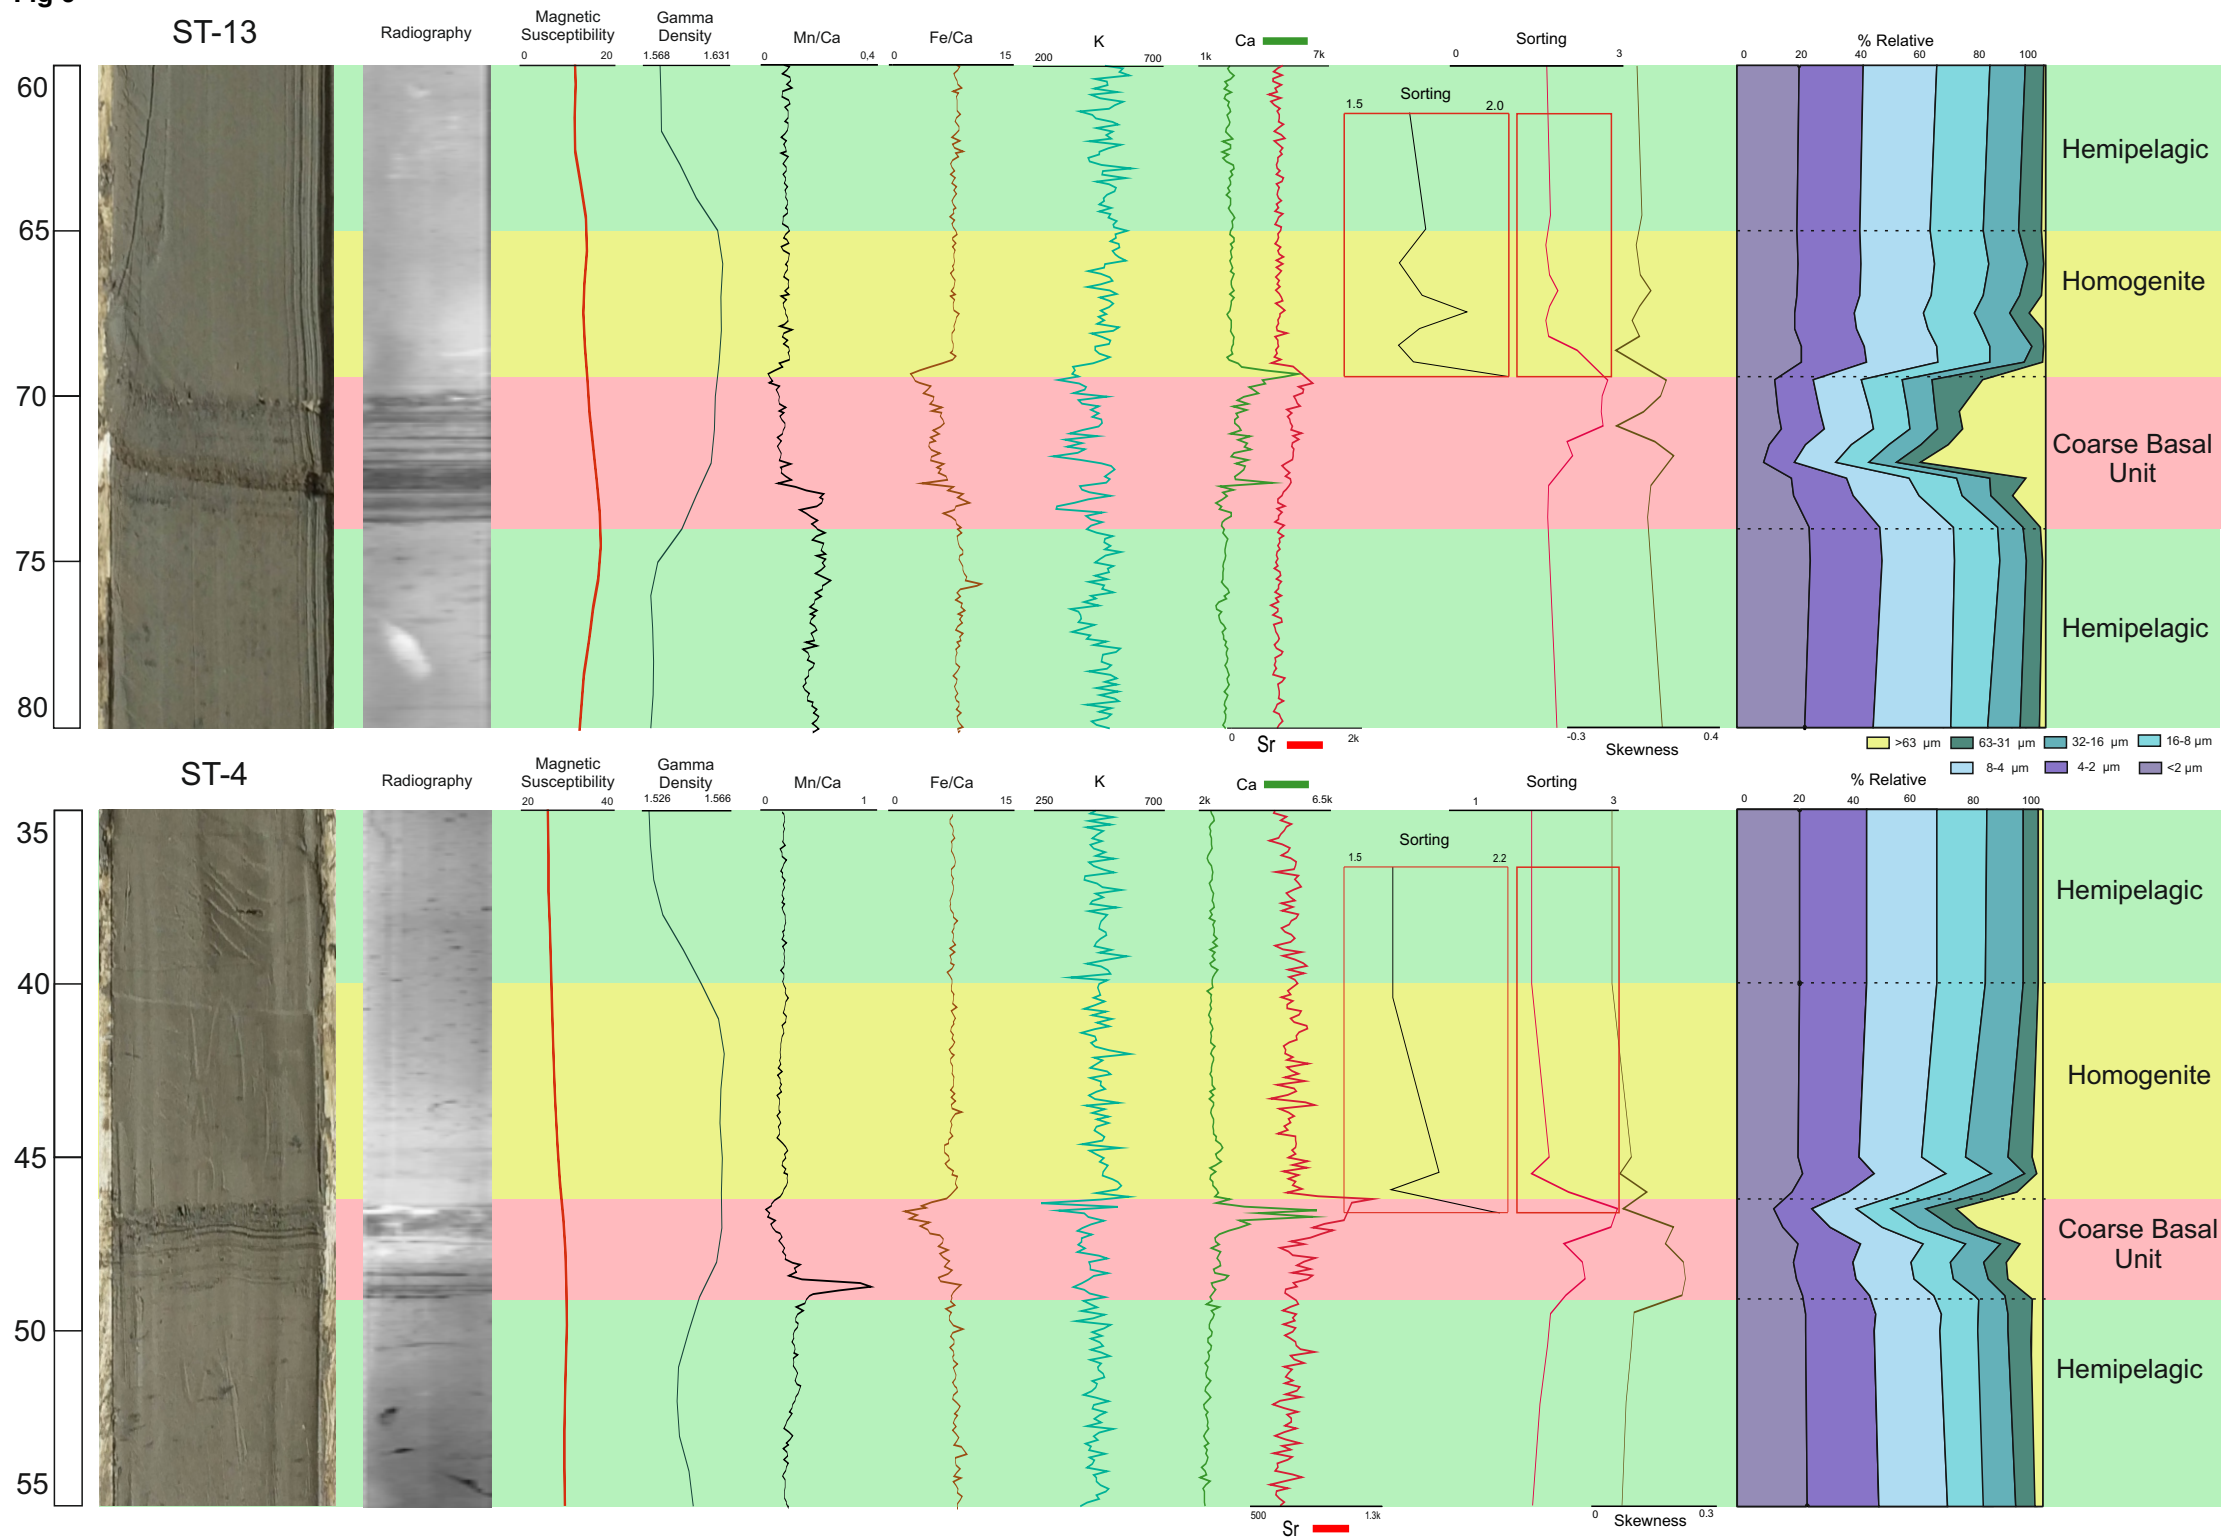 ST-13
Radiography
Magnetic
Susceptibility
0 20
Gamma
Density
1.568 1.631
Mn/Ca
0 0,4
Fe/Ca
0 15
K
200 700
Ca
1k 7k
Sorting
0 3
% Relative
0 20 40 60 80 100
Sorting
1.5 2.0
60
65
70
75
80
Hemipelagic
Homogenite
Coarse Basal
Unit
Hemipelagic
0 2k
Sr
-0.3 0.4
Skewness
>63 µm 63-31 µm 32-16 µm 16-8 µm
8-4 µm 4-2 µm <2 µm
ST-4
Radiography
Magnetic
Susceptibility
20 40
Gamma
Density
1.526 1.566
Mn/Ca
0 1
Fe/Ca
0 15
K
250 700
Ca
2k 6.5k
Sorting
1 3
% Relative
0 20 40 60 80 100
Sorting
1.5 2.2
35
40
45
50
55
Hemipelagic
Homogenite
Coarse Basal
Unit
Hemipelagic
500 1.3k
Sr
0 0.3
Skewness